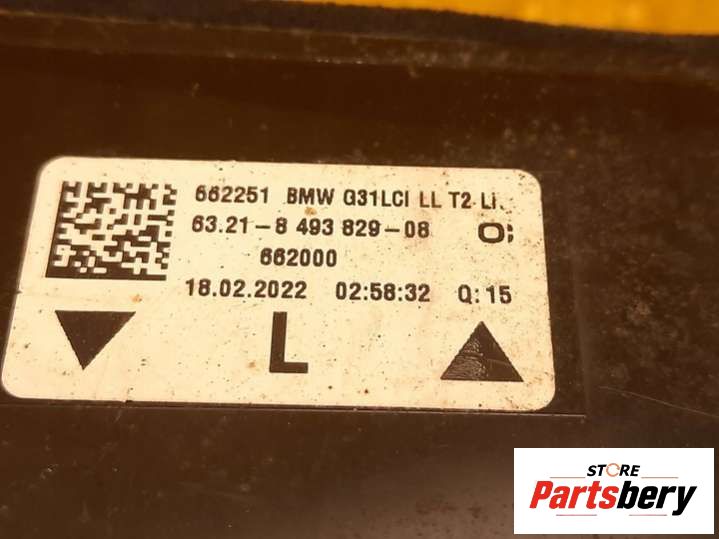 662251 BMW G31LCI LL T2 Li.
63.21-8 493 829-08 O;
662000
18.02.2022 02:58:32 Q:15
L
STORE
Partsbery